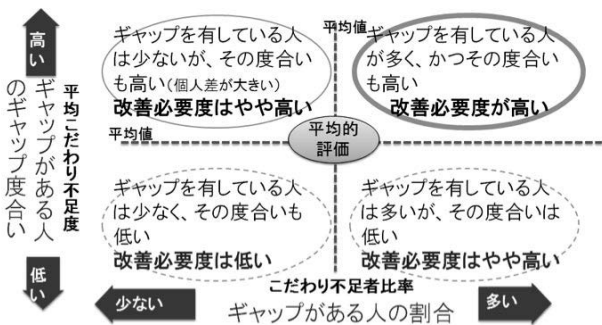 高い
平均こだわり不足度
ギャップがある人
のギャップ度合い
低い
ギャップを有している人
は少ないが、その度合い
も高い(個人差が大きい)
改善必要度はやや高い
平均値
ギャップを有している人
が多く、かつその度合い
も高い
改善必要度が高い
平均値
平均的
評価
ギャップを有している人
は少なく、その度合いも
低い
改善必要度は低い
ギャップを有している人
は多いが、その度合いは
低い
改善必要度はやや高い
こだわり不足者比率
少ない
ギャップがある人の割合
多い